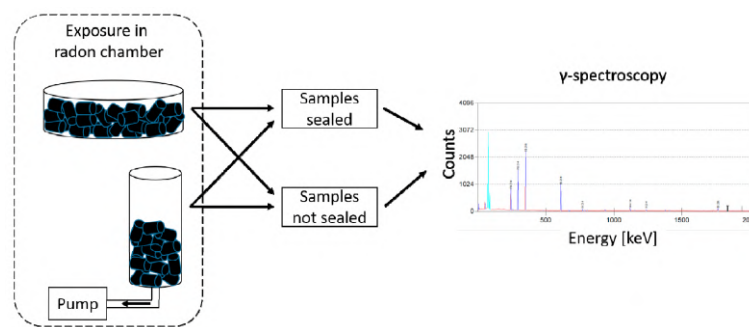 Exposure in
radon chamber
Pump
Samples
sealed
Samples
not sealed
γ-spectroscopy
Counts
4096
3072
2048
1024
0
500
1000
1500
Energy [keV]